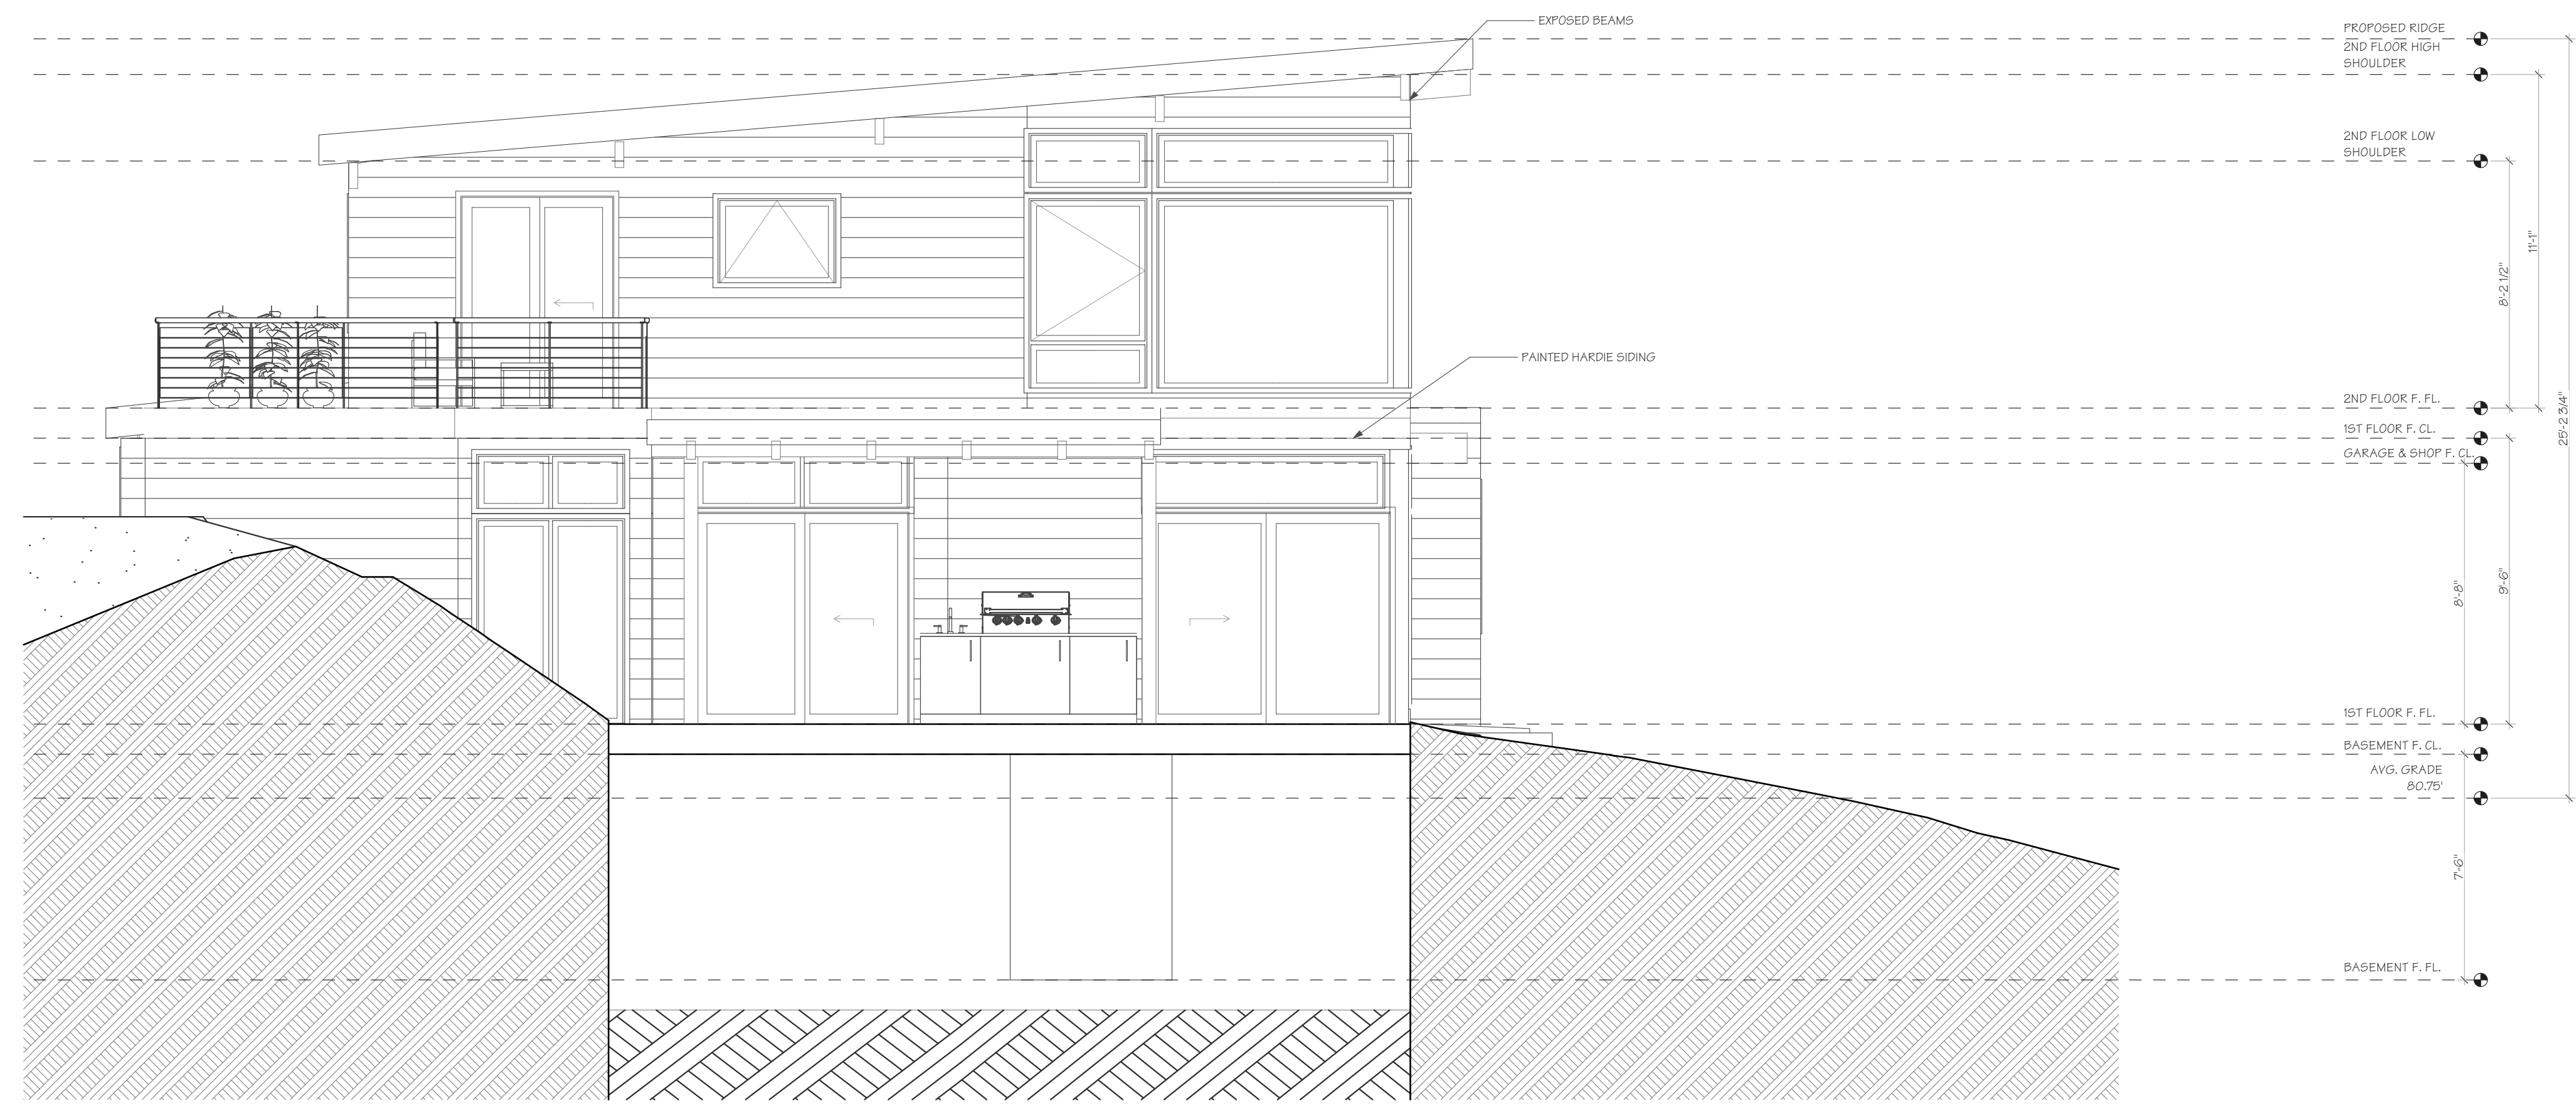 EXPOSED BEAMS
PROPOSED RIDGE
2ND FLOOR HIGH
SHOULDER
2ND FLOOR LOW
SHOULDER
11'-1"
8'-2 1/2"
PAINTED HARDIE SIDING
2ND FLOOR F. FL.
25'-2 3/4"
1ST FLOOR F. CL.
GARAGE & SHOP F. CL.
8'-8"
9'-6"
1ST FLOOR F. FL.
BASEMENT F. CL.
AVG. GRADE
80.75'
7'-6"
BASEMENT F. FL.